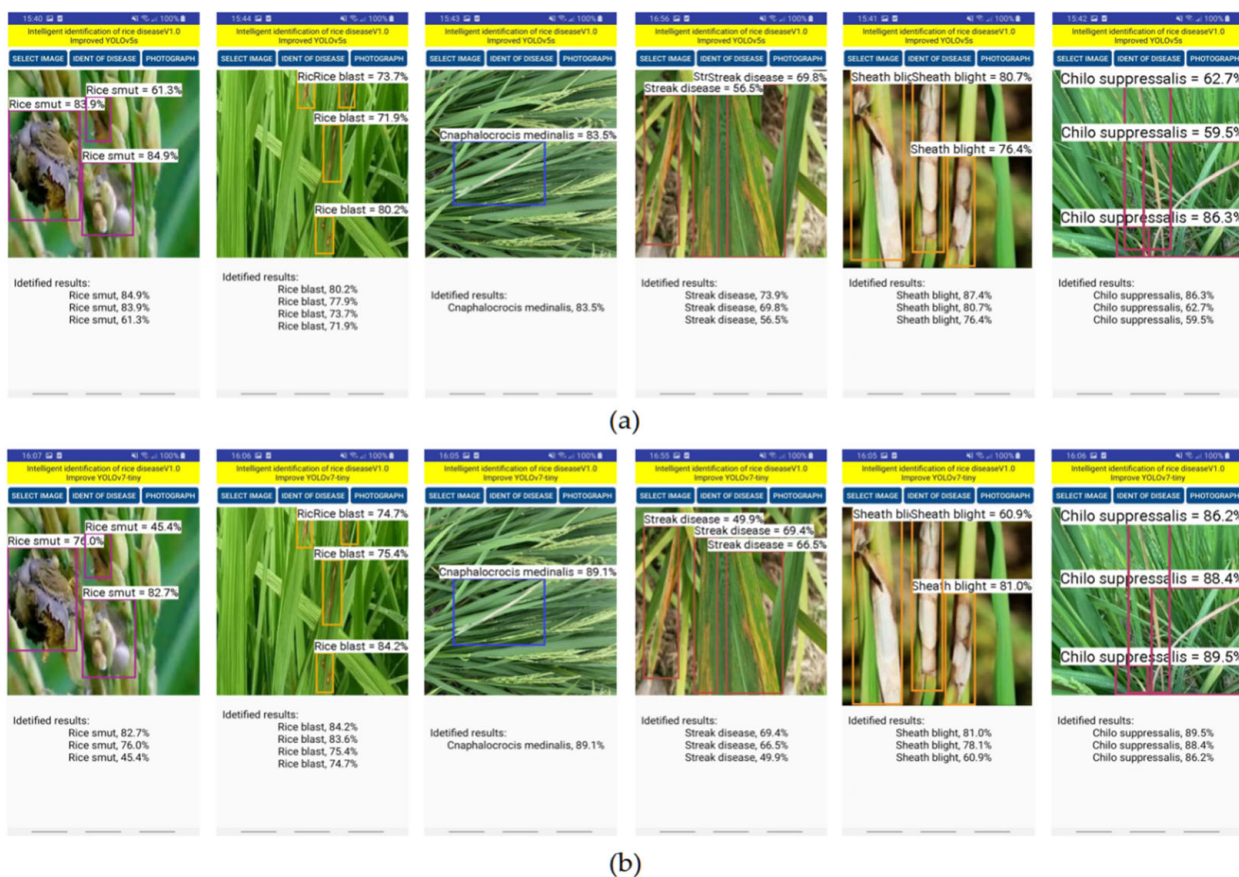 15:40 100%
Intelligent identification of rice diseaseV1.0
Improved YOLOv5s
SELECT IMAGE IDENT OF DISEASE PHOTOGRAPH
Rice smut = 61.3%
Rice smut = 83.9%
Rice smut = 84.9%
Idetified results:
Rice smut, 84.9%
Rice smut, 83.9%
Rice smut, 61.3%
15:44 100%
Intelligent identification of rice diseaseV1.0
Improved YOLOv5s
SELECT IMAGE IDENT OF DISEASE PHOTOGRAPH
RicRice blast = 73.7%
Rice blast = 71.9%
Rice blast = 80.2%
Idetified results:
Rice blast, 80.2%
Rice blast, 77.9%
Rice blast, 73.7%
Rice blast, 71.9%
15:43 100%
Intelligent identification of rice diseaseV1.0
Improved YOLOv5s
SELECT IMAGE IDENT OF DISEASE PHOTOGRAPH
Cnaphalocrocis medinalis = 83.5%
Idetified results:
Cnaphalocrocis medinalis, 83.5%
16:56 100%
Intelligent identification of rice diseaseV1.0
Improved YOLOv5s
SELECT IMAGE IDENT OF DISEASE PHOTOGRAPH
StrStreak disease = 69.8%
Streak disease = 56.5%
Idetified results:
Streak disease, 73.9%
Streak disease, 69.8%
Streak disease, 56.5%
15:41 100%
Intelligent identification of rice diseaseV1.0
Improved YOLOv5s
SELECT IMAGE IDENT OF DISEASE PHOTOGRAPH
Sheath bligSheath blight = 80.7%
Sheath blight = 76.4%
Idetified results:
Sheath blight, 87.4%
Sheath blight, 80.7%
Sheath blight, 76.4%
15:42 100%
Intelligent identification of rice diseaseV1.0
Improved YOLOv5s
SELECT IMAGE IDENT OF DISEASE PHOTOGRAPH
Chilo suppressalis = 62.7%
Chilo suppressalis = 59.5%
Chilo suppressalis = 86.3%
Idetified results:
Chilo suppressalis, 86.3%
Chilo suppressalis, 62.7%
Chilo suppressalis, 59.5%
(a)
16:07 100%
Intelligent identification of rice diseaseV1.0
Improve YOLOv7-tiny
SELECT IMAGE IDENT OF DISEASE PHOTOGRAPH
Rice smut = 45.4%
Rice smut = 76.0%
Rice smut = 82.7%
Idetified results:
Rice smut, 82.7%
Rice smut, 76.0%
Rice smut, 45.4%
16:06 100%
Intelligent identification of rice diseaseV1.0
Improve YOLOv7-tiny
SELECT IMAGE IDENT OF DISEASE PHOTOGRAPH
RicRice blast = 74.7%
Rice blast = 75.4%
Rice blast = 84.2%
Idetified results:
Rice blast, 84.2%
Rice blast, 83.6%
Rice blast, 75.4%
Rice blast, 74.7%
16:05 100%
Intelligent identification of rice diseaseV1.0
Improve YOLOv7-tiny
SELECT IMAGE IDENT OF DISEASE PHOTOGRAPH
Cnaphalocrocis medinalis = 89.1%
Idetified results:
Cnaphalocrocis medinalis, 89.1%
16:55 100%
Intelligent identification of rice diseaseV1.0
Improve YOLOv7-tiny
SELECT IMAGE IDENT OF DISEASE PHOTOGRAPH
Streak disease = 49.9%
Streak disease = 69.4%
Streak disease = 66.5%
Idetified results:
Streak disease, 69.4%
Streak disease, 66.5%
Streak disease, 49.9%
16:05 100%
Intelligent identification of rice diseaseV1.0
Improve YOLOv7-tiny
SELECT IMAGE IDENT OF DISEASE PHOTOGRAPH
Sheath bliSheath blight = 60.9%
Sheath blight = 81.0%
Idetified results:
Sheath blight, 81.0%
Sheath blight, 78.1%
Sheath blight, 60.9%
16:06 100%
Intelligent identification of rice diseaseV1.0
Improve YOLOv7-tiny
SELECT IMAGE IDENT OF DISEASE PHOTOGRAPH
Chilo suppressalis = 86.2%
Chilo suppressalis = 88.4%
Chilo suppressalis = 89.5%
Idetified results:
Chilo suppressalis, 89.5%
Chilo suppressalis, 88.4%
Chilo suppressalis, 86.2%
(b)